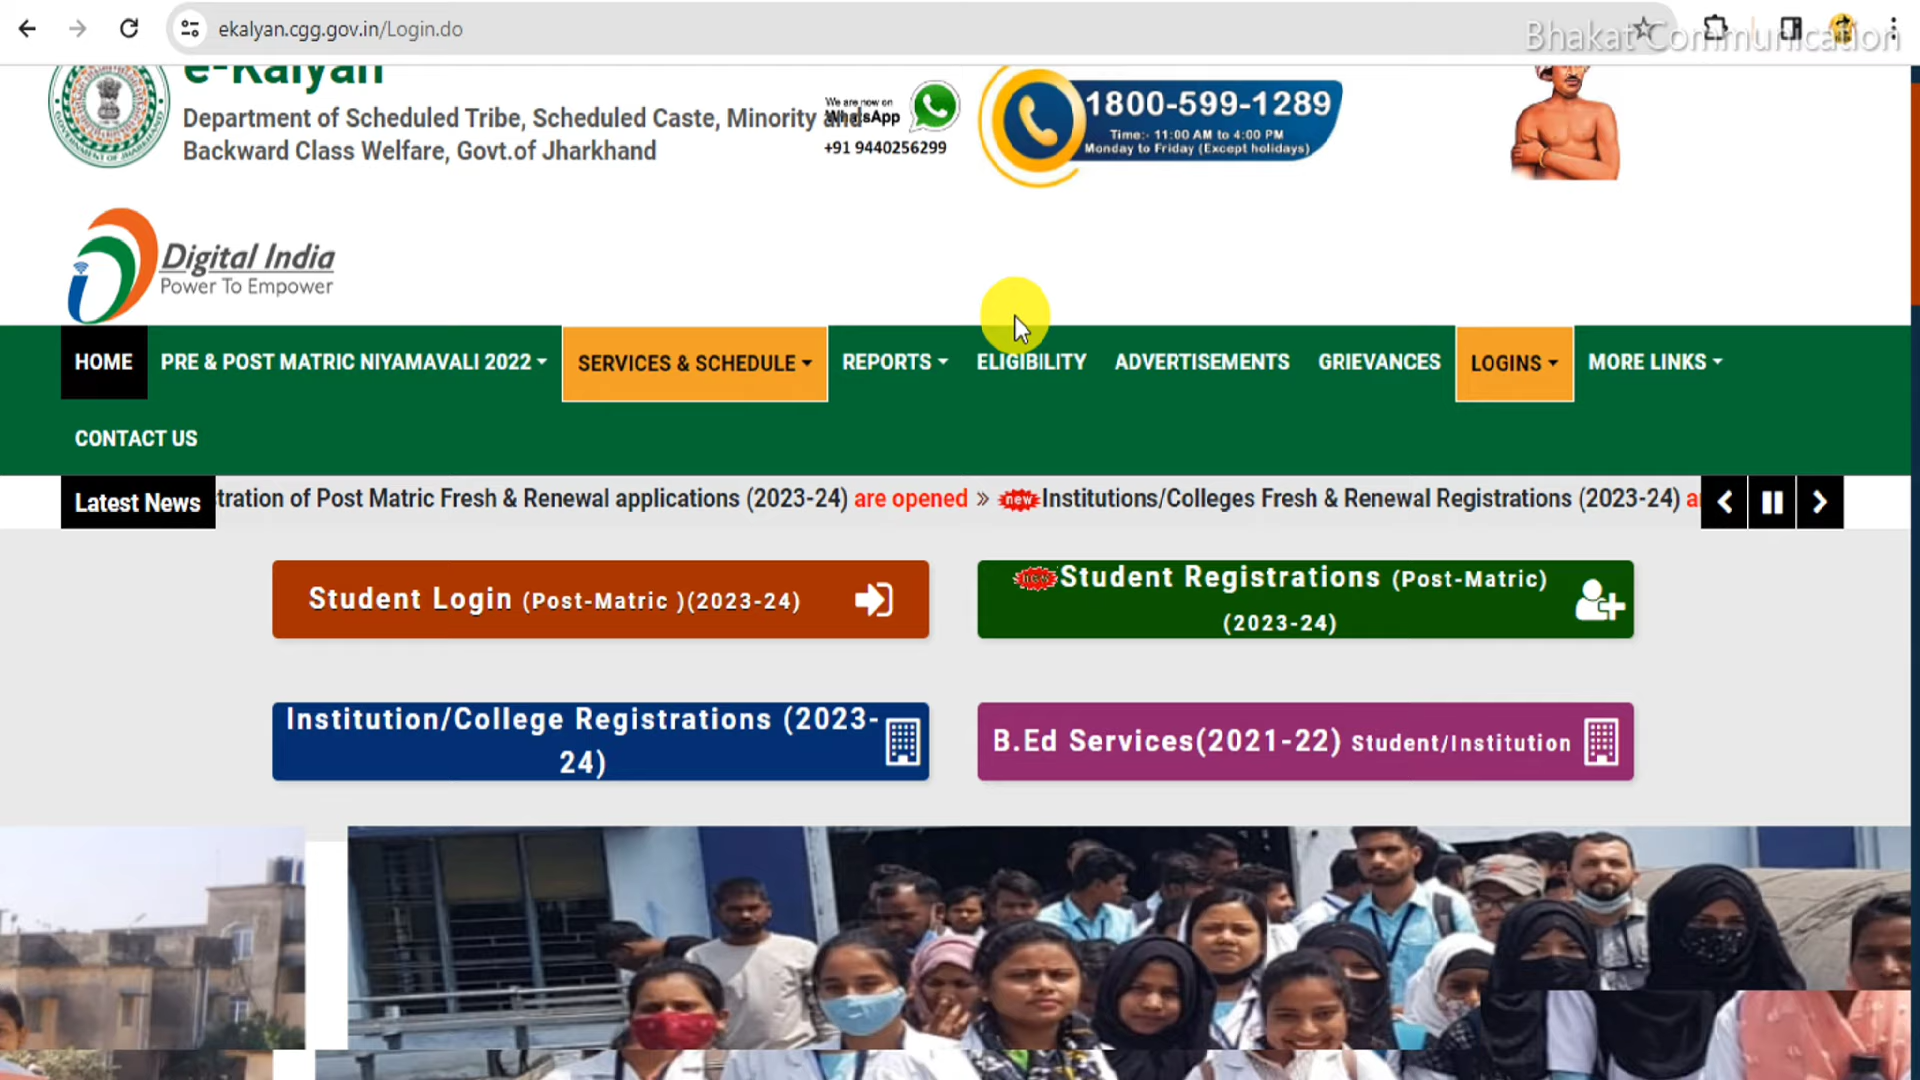 ekalyan.cgg.gov.in/Login.do
Bhakat Communication
e-Kalyan
Department of Scheduled Tribe, Scheduled Caste, Minority and
Backward Class Welfare, Govt.of Jharkhand
We are now on
WhatsApp
+91 9440256299
1800-599-1289
Time:- 11:00 AM to 4:00 PM
Monday to Friday (Except holidays)
Digital India
Power To Empower
HOME PRE & POST MATRIC NIYAMAVALI 2022 SERVICES & SCHEDULE REPORTS ELIGIBILITY ADVERTISEMENTS GRIEVANCES LOGINS MORE LINKS
CONTACT US
Latest News tration of Post Matric Fresh & Renewal applications (2023-24) are opened » new Institutions/Colleges Fresh & Renewal Registrations (2023-24) a
Student Login (Post-Matric )(2023-24)
new Student Registrations (Post-Matric)
(2023-24)
Institution/College Registrations (2023-
24)
B.Ed Services(2021-22) Student/Institution